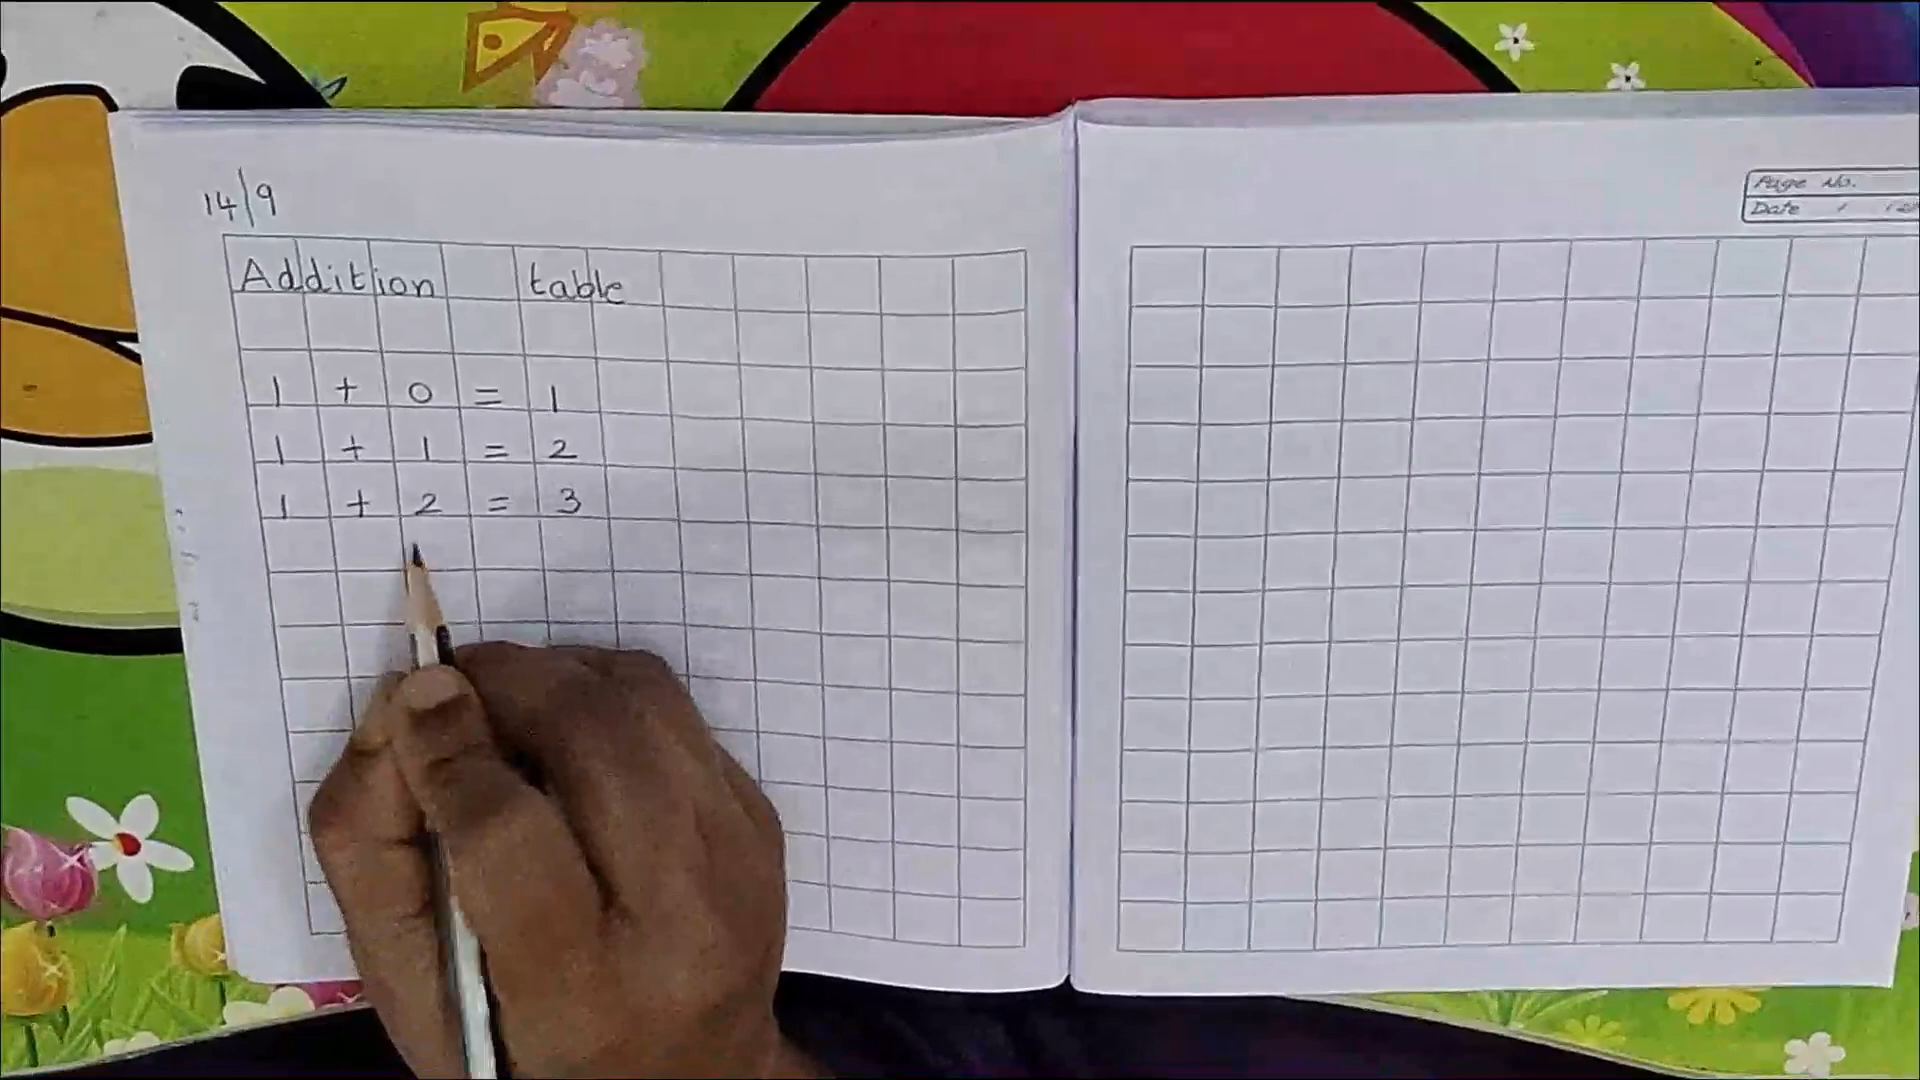 14/9
Addition table
1 + 0 = 1
1 + 1 = 2
1 + 2 = 3
Page No.
Date